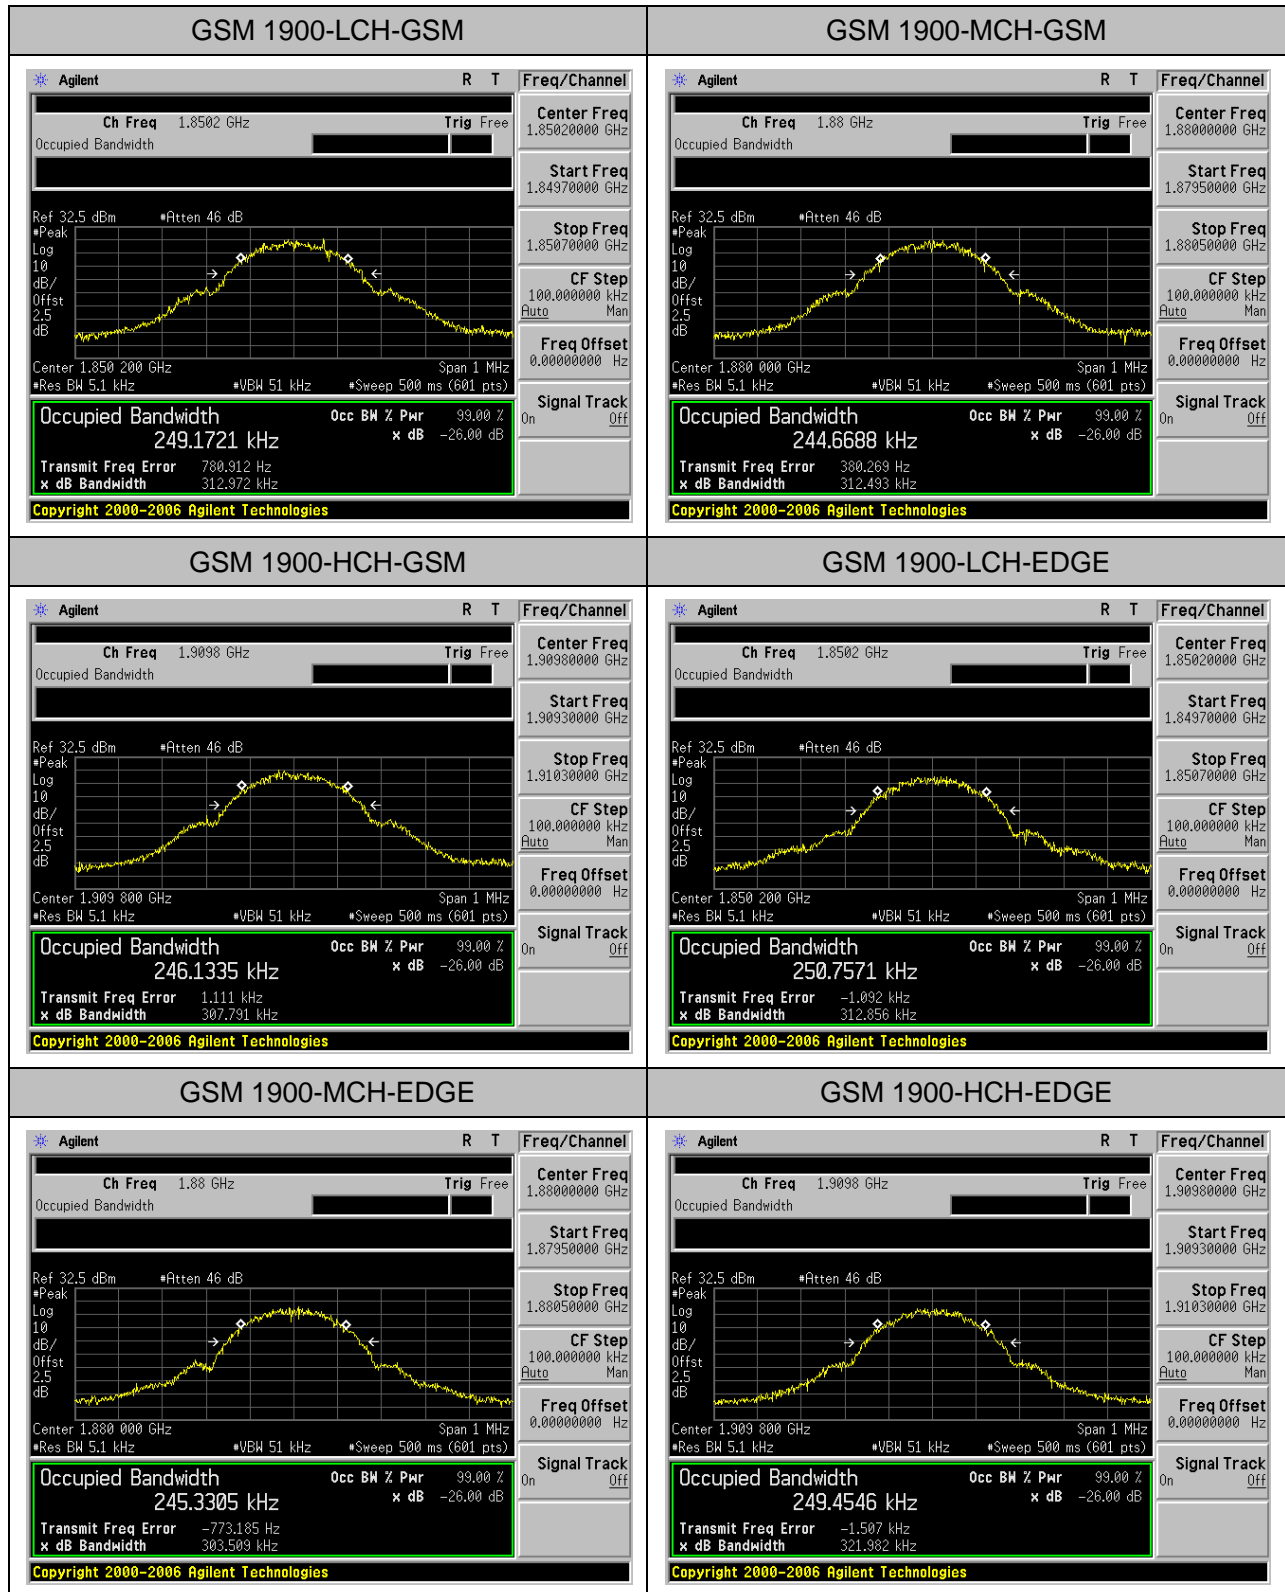 GSM 1900-LCH-GSM
GSM 1900-MCH-GSM
Agilent R T Freq/Channel
Ch Freq 1.8502 GHz Trig Free
Occupied Bandwidth
Center Freq
1.85020000 GHz
Start Freq
1.84970000 GHz
Stop Freq
1.85070000 GHz
CF Step
100.000000 kHz
Auto Man
Freq Offset
0.00000000 Hz
Signal Track
On Off
Ref 32.5 dBm #Atten 46 dB
#Peak
Log
10
dB/
Offst
2.5
dB
Center 1.850 200 GHz Span 1 MHz
#Res BW 5.1 kHz #VBW 51 kHz #Sweep 500 ms (601 pts)
Occupied Bandwidth Occ BW % Pwr 99.00 %
249.1721 kHz x dB -26.00 dB
Transmit Freq Error 780.912 Hz
x dB Bandwidth 312.972 kHz
Copyright 2000-2006 Agilent Technologies
Agilent R T Freq/Channel
Ch Freq 1.88 GHz Trig Free
Occupied Bandwidth
Center Freq
1.88000000 GHz
Start Freq
1.87950000 GHz
Stop Freq
1.88050000 GHz
CF Step
100.000000 kHz
Auto Man
Freq Offset
0.00000000 Hz
Signal Track
On Off
Ref 32.5 dBm #Atten 46 dB
#Peak
Log
10
dB/
Offst
2.5
dB
Center 1.880 000 GHz Span 1 MHz
#Res BW 5.1 kHz #VBW 51 kHz #Sweep 500 ms (601 pts)
Occupied Bandwidth Occ BW % Pwr 99.00 %
244.6688 kHz x dB -26.00 dB
Transmit Freq Error 380.269 Hz
x dB Bandwidth 312.493 kHz
Copyright 2000-2006 Agilent Technologies
GSM 1900-HCH-GSM
GSM 1900-LCH-EDGE
Agilent R T Freq/Channel
Ch Freq 1.9098 GHz Trig Free
Occupied Bandwidth
Center Freq
1.90980000 GHz
Start Freq
1.90930000 GHz
Stop Freq
1.91030000 GHz
CF Step
100.000000 kHz
Auto Man
Freq Offset
0.00000000 Hz
Signal Track
On Off
Ref 32.5 dBm #Atten 46 dB
#Peak
Log
10
dB/
Offst
2.5
dB
Center 1.909 800 GHz Span 1 MHz
#Res BW 5.1 kHz #VBW 51 kHz #Sweep 500 ms (601 pts)
Occupied Bandwidth Occ BW % Pwr 99.00 %
246.1335 kHz x dB -26.00 dB
Transmit Freq Error 1.111 kHz
x dB Bandwidth 307.791 kHz
Copyright 2000-2006 Agilent Technologies
Agilent R T Freq/Channel
Ch Freq 1.8502 GHz Trig Free
Occupied Bandwidth
Center Freq
1.85020000 GHz
Start Freq
1.84970000 GHz
Stop Freq
1.85070000 GHz
CF Step
100.000000 kHz
Auto Man
Freq Offset
0.00000000 Hz
Signal Track
On Off
Ref 32.5 dBm #Atten 46 dB
#Peak
Log
10
dB/
Offst
2.5
dB
Center 1.850 200 GHz Span 1 MHz
#Res BW 5.1 kHz #VBW 51 kHz #Sweep 500 ms (601 pts)
Occupied Bandwidth Occ BW % Pwr 99.00 %
250.7571 kHz x dB -26.00 dB
Transmit Freq Error -1.092 kHz
x dB Bandwidth 312.856 kHz
Copyright 2000-2006 Agilent Technologies
GSM 1900-MCH-EDGE
GSM 1900-HCH-EDGE
Agilent R T Freq/Channel
Ch Freq 1.88 GHz Trig Free
Occupied Bandwidth
Center Freq
1.88000000 GHz
Start Freq
1.87950000 GHz
Stop Freq
1.88050000 GHz
CF Step
100.000000 kHz
Auto Man
Freq Offset
0.00000000 Hz
Signal Track
On Off
Ref 32.5 dBm #Atten 46 dB
#Peak
Log
10
dB/
Offst
2.5
dB
Center 1.880 000 GHz Span 1 MHz
#Res BW 5.1 kHz #VBW 51 kHz #Sweep 500 ms (601 pts)
Occupied Bandwidth Occ BW % Pwr 99.00 %
245.3305 kHz x dB -26.00 dB
Transmit Freq Error -773.185 Hz
x dB Bandwidth 303.509 kHz
Copyright 2000-2006 Agilent Technologies
Agilent R T Freq/Channel
Ch Freq 1.9098 GHz Trig Free
Occupied Bandwidth
Center Freq
1.90980000 GHz
Start Freq
1.90930000 GHz
Stop Freq
1.91030000 GHz
CF Step
100.000000 kHz
Auto Man
Freq Offset
0.00000000 Hz
Signal Track
On Off
Ref 32.5 dBm #Atten 46 dB
#Peak
Log
10
dB/
Offst
2.5
dB
Center 1.909 800 GHz Span 1 MHz
#Res BW 5.1 kHz #VBW 51 kHz #Sweep 500 ms (601 pts)
Occupied Bandwidth Occ BW % Pwr 99.00 %
249.4546 kHz x dB -26.00 dB
Transmit Freq Error -1.507 kHz
x dB Bandwidth 321.982 kHz
Copyright 2000-2006 Agilent Technologies